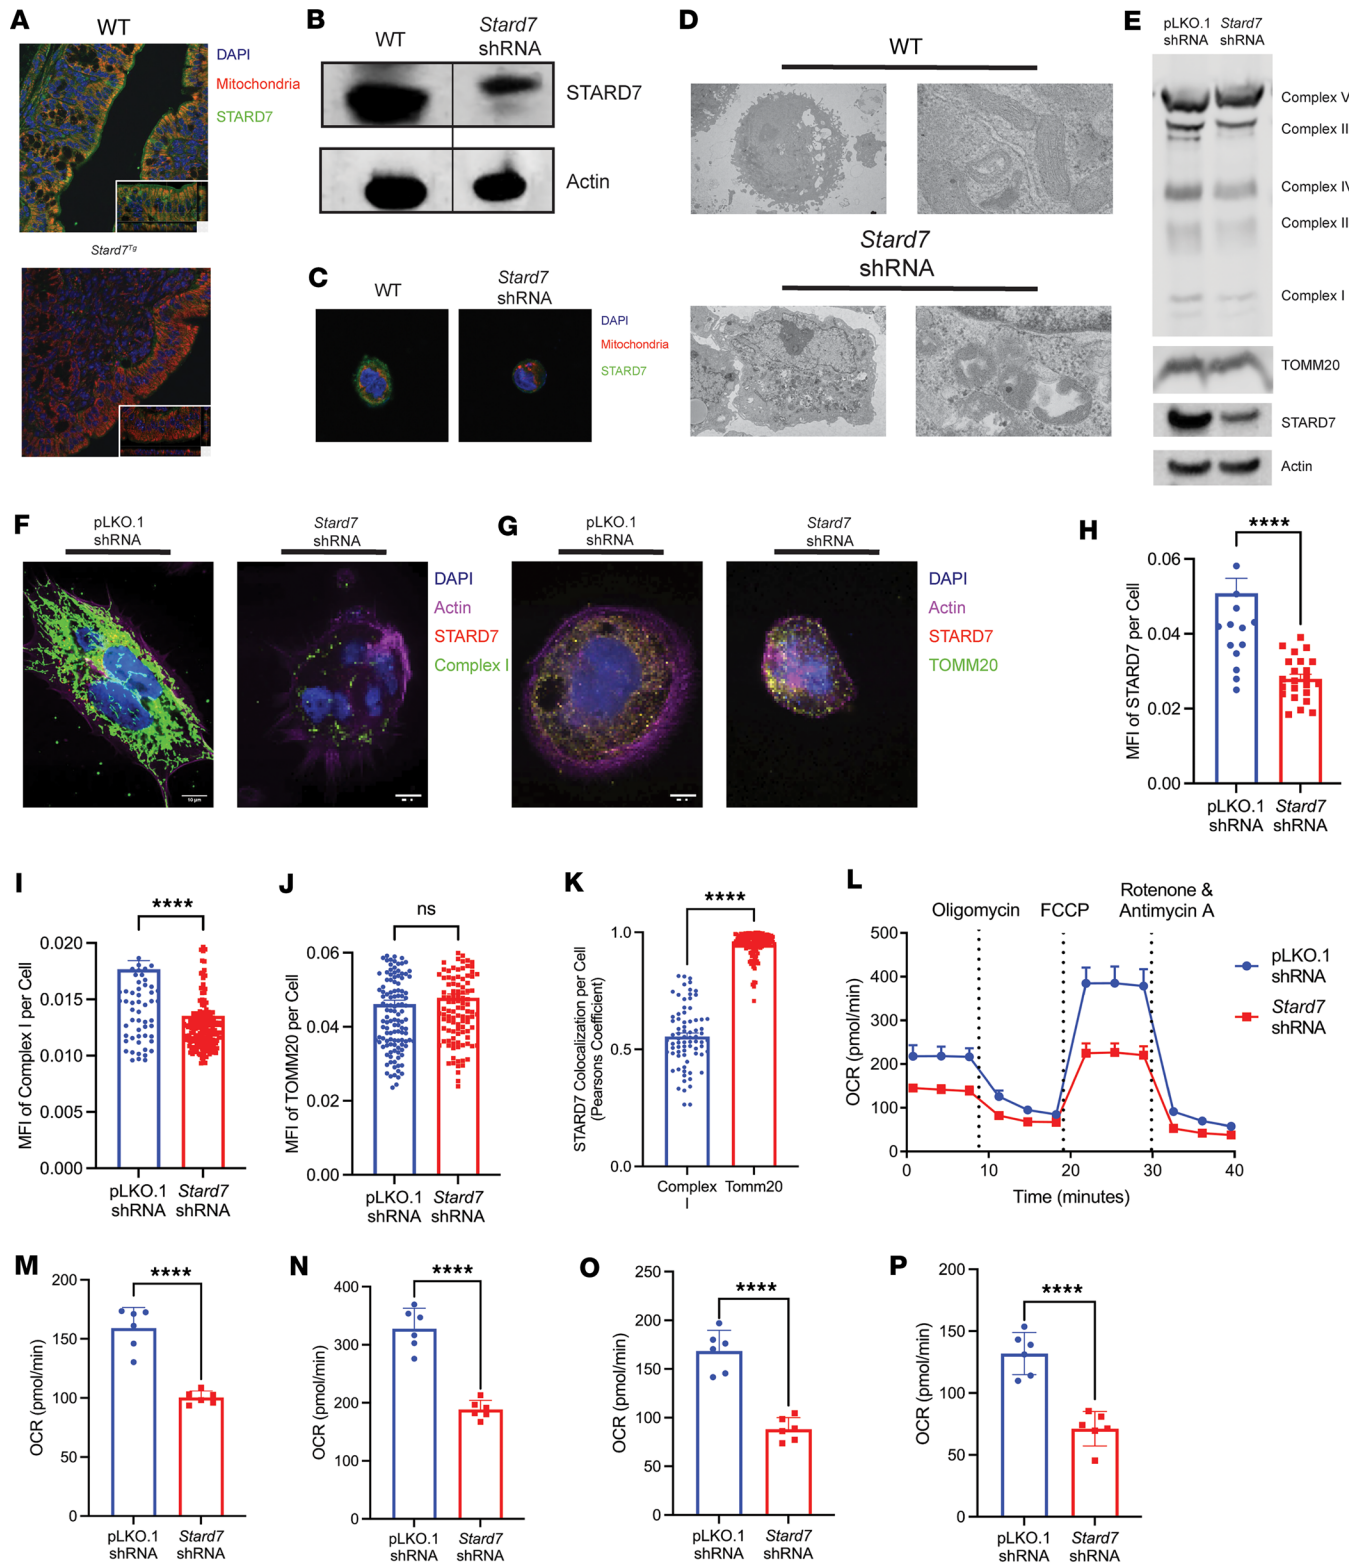 A
WT
DAPI
Mitochondria
STARD7
Stard7Tg
B
WT
Stard7
shRNA
STARD7
Actin
C
WT
Stard7
shRNA
DAPI
Mitochondria
STARD7
D
WT
Stard7
shRNA
E
pLKO.1
shRNA
Stard7
shRNA
Complex V
Complex II
Complex IV
Complex II
Complex I
TOMM20
STARD7
Actin
F
pLKO.1
shRNA
Stard7
shRNA
DAPI
Actin
STARD7
Complex I
10 µm
G
pLKO.1
shRNA
Stard7
shRNA
DAPI
Actin
STARD7
TOMM20
H
****
MFI of STARD7 per Cell
0.06
0.04
0.02
0.00
pLKO.1
shRNA
Stard7
shRNA
I
****
MFI of Complex I per Cell
0.020
0.015
0.010
0.005
0.000
pLKO.1
shRNA
Stard7
shRNA
J
ns
MFI of TOMM20 per Cell
0.06
0.04
0.02
0.00
pLKO.1
shRNA
Stard7
shRNA
K
****
STARD7 Colocalization per Cell
(Pearsons Coefficient)
1.0
0.5
0.0
Complex
I
Tomm20
L
Oligomycin
FCCP
Rotenone &
Antimycin A
OCR (pmol/min)
500
400
300
200
100
0
0 10 20 30 40
Time (minutes)
pLKO.1
shRNA
Stard7
shRNA
M
****
OCR (pmol/min)
200
150
100
50
0
pLKO.1
shRNA
Stard7
shRNA
N
****
OCR (pmol/min)
400
300
200
100
0
pLKO.1
shRNA
Stard7
shRNA
O
****
OCR (pmol/min)
250
200
150
100
50
0
pLKO.1
shRNA
Stard7
shRNA
P
****
OCR (pmol/min)
200
150
100
50
0
pLKO.1
shRNA
Stard7
shRNA